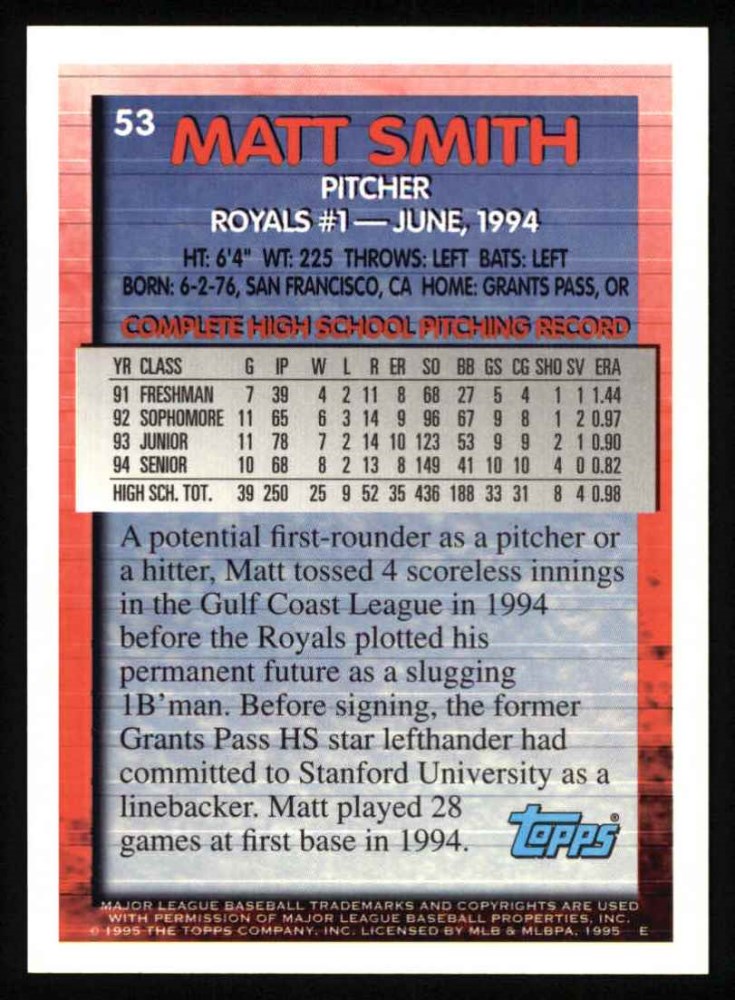 53
MATT SMITH
PITCHER
ROYALS #1 — JUNE, 1994
HT: 6'4" WT: 225 THROWS: LEFT BATS: LEFT
BORN: 6-2-76, SAN FRANCISCO, CA HOME: GRANTS PASS, OR
COMPLETE HIGH SCHOOL PITCHING RECORD
YR CLASS G IP W L R ER SO BB GS CG SHO SV ERA
91 FRESHMAN 7 39 4 2 11 8 68 27 5 4 1 1 1.44
92 SOPHOMORE 11 65 6 3 14 9 96 67 9 8 1 2 0.97
93 JUNIOR 11 78 7 2 14 10 123 53 9 9 2 1 0.90
94 SENIOR 10 68 8 2 13 8 149 41 10 10 4 0 0.82
HIGH SCH. TOT. 39 250 25 9 52 35 436 188 33 31 8 4 0.98
A potential first-rounder as a pitcher or
a hitter, Matt tossed 4 scoreless innings
in the Gulf Coast League in 1994
before the Royals plotted his
permanent future as a slugging
1B'man. Before signing, the former
Grants Pass HS star lefthander had
committed to Stanford University as a
linebacker. Matt played 28
games at first base in 1994.
topps®
MAJOR LEAGUE BASEBALL TRADEMARKS AND COPYRIGHTS ARE USED
WITH PERMISSION OF MAJOR LEAGUE BASEBALL PROPERTIES, INC.
© 1995 THE TOPPS COMPANY, INC. LICENSED BY MLB & MLBPA, 1995 E